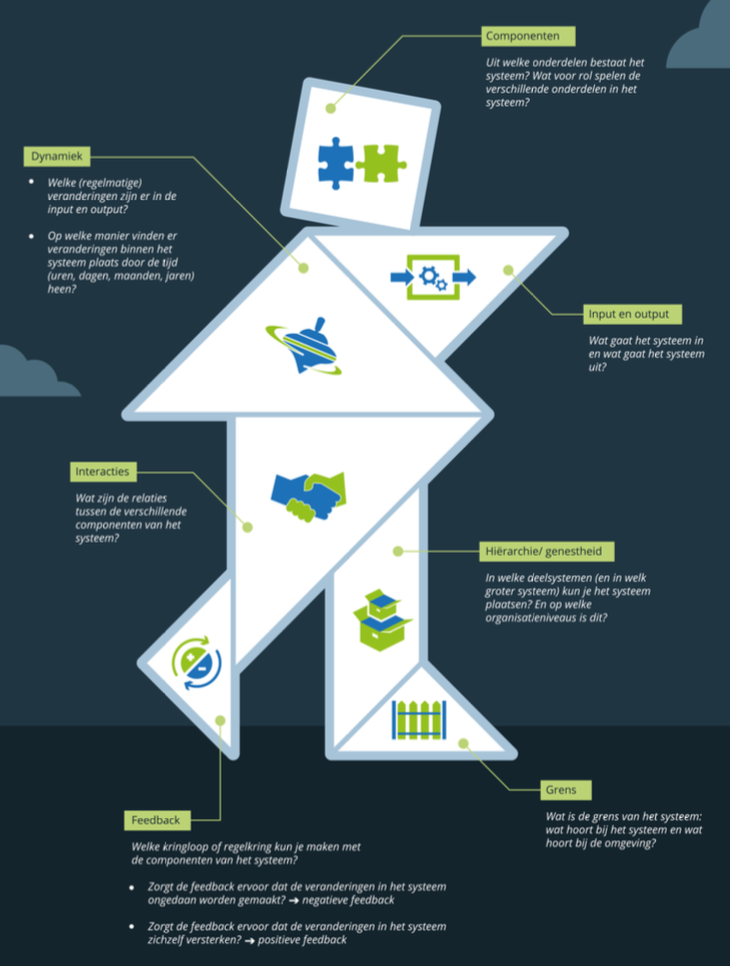 Componenten
Uit welke onderdelen bestaat het
systeem? Wat voor rol spelen de
verschillende onderdelen in het
systeem?
Dynamiek
• Welke (regelmatige)
veranderingen zijn er in de
input en output?
• Op welke manier vinden er
veranderingen binnen het
systeem plaats door de tijd
(uren, dagen, maanden, jaren)
heen?
Input en output
Wat gaat het systeem in
en wat gaat het systeem
uit?
Interacties
Wat zijn de relaties
tussen de verschillende
componenten van het
systeem?
Hiërarchie/ genestheid
In welke deelsystemen (en in welk
groter systeem) kun je het systeem
plaatsen? En op welke
organisatieniveaus is dit?
Grens
Wat is de grens van het systeem:
wat hoort bij het systeem en wat
hoort bij de omgeving?
Feedback
Welke kringloop of regelkring kun je maken met
de componenten van het systeem?
• Zorgt de feedback ervoor dat de veranderingen in het systeem
ongedaan worden gemaakt? → negatieve feedback
• Zorgt de feedback ervoor dat de veranderingen in het systeem
zichzelf versterken? → positieve feedback